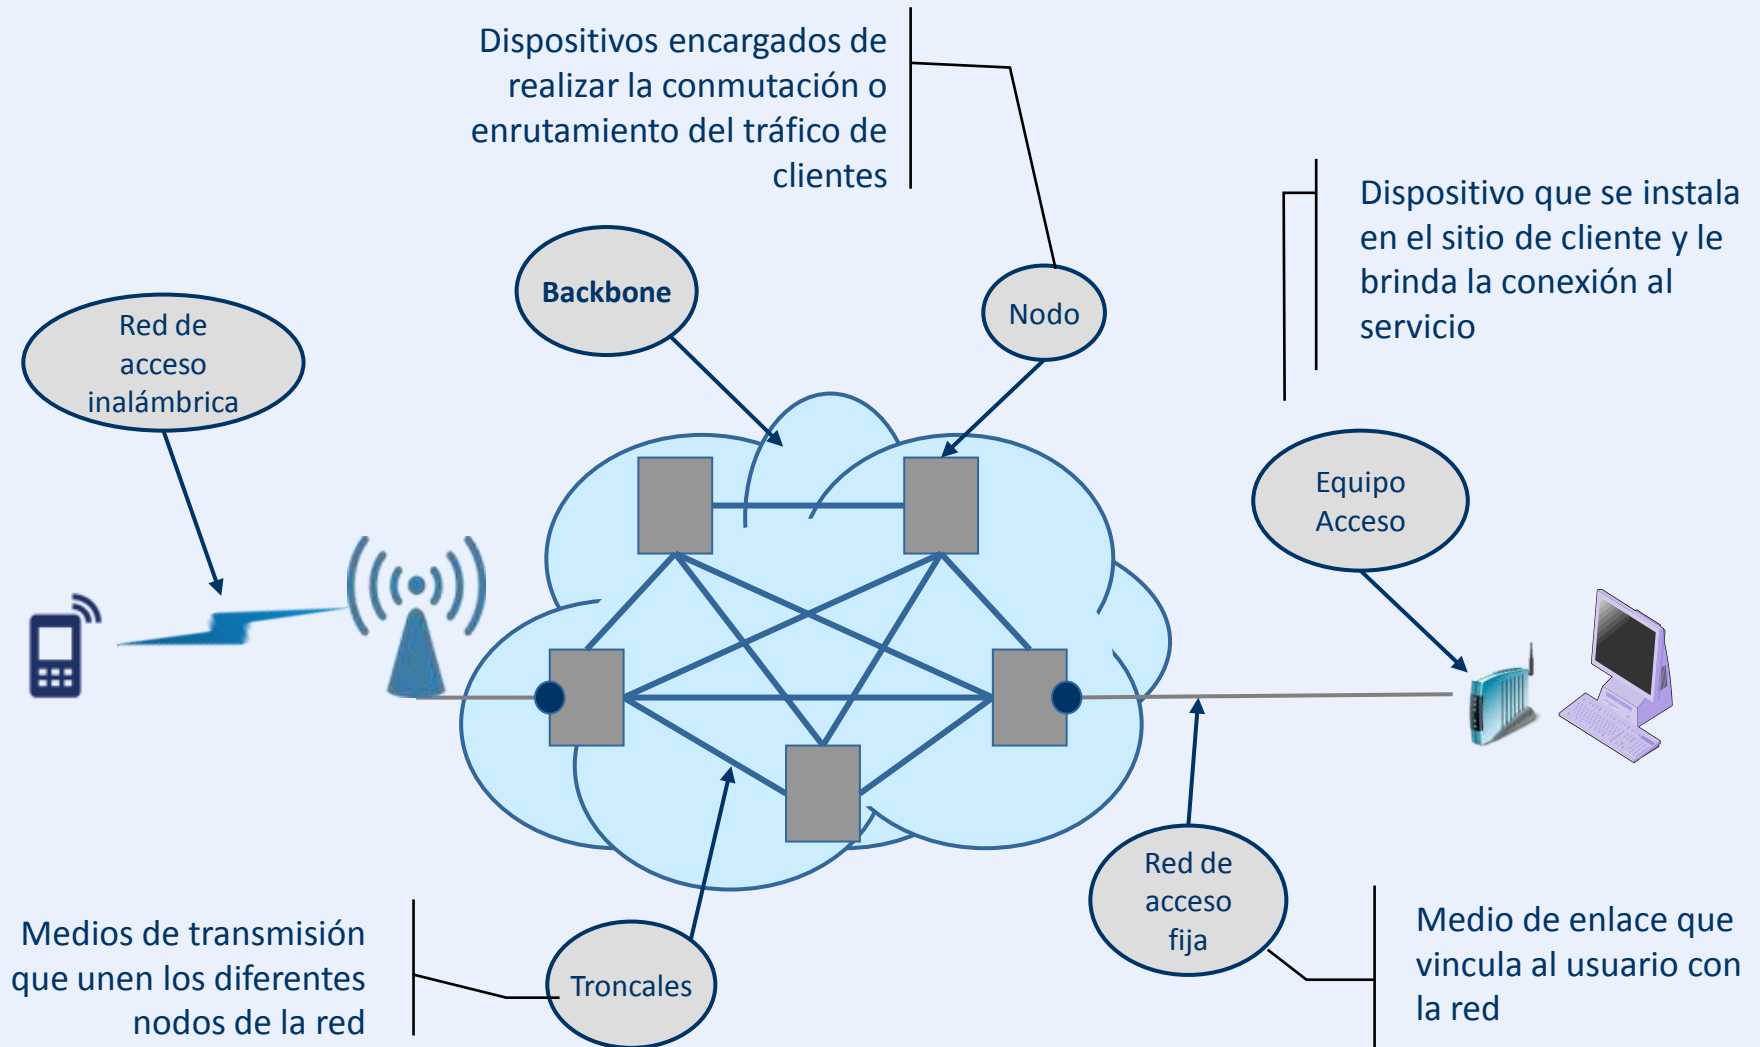 Dispositivos encargados de
realizar la conmutación o
enrutamiento del tráfico de
clientes
Dispositivo que se instala
en el sitio de cliente y le
brinda la conexión al
servicio
Backbone
Nodo
Red de
acceso
inalámbrica
Equipo
Acceso
Red de
acceso
fija
Medios de transmisión
que unen los diferentes
nodos de la red
Troncales
Medio de enlace que
vincula al usuario con
la red